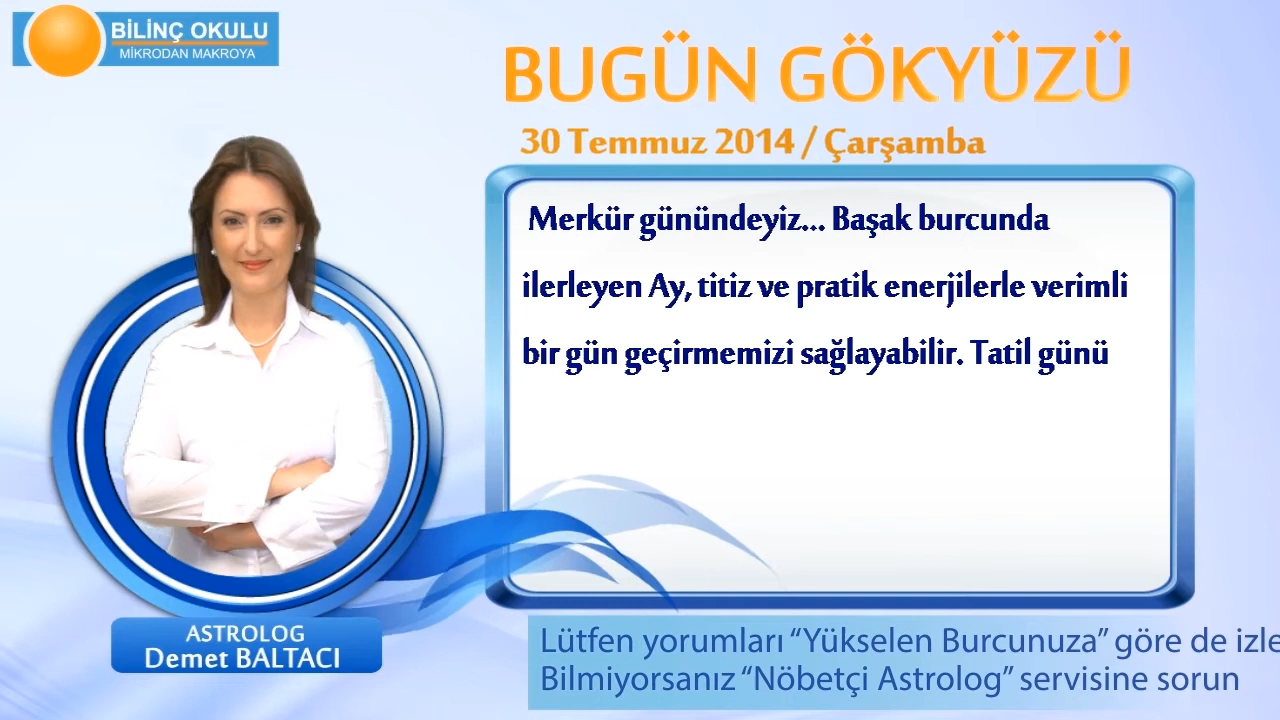 BİLİNÇ OKULU
MİKRODAN MAKROYA
BUGÜN GÖKYÜZÜ
30 Temmuz 2014 / Çarşamba
Merkür günündeyiz... Başak burcunda
ilerleyen Ay, titiz ve pratik enerjilerle verimli
bir gün geçirmemizi sağlayabilir. Tatil günü
ASTROLOG
Demet BALTACI
Lütfen yorumları “Yükselen Burcunuza” göre de izle
Bilmiyorsanız “Nöbetçi Astrolog” servisine sorun